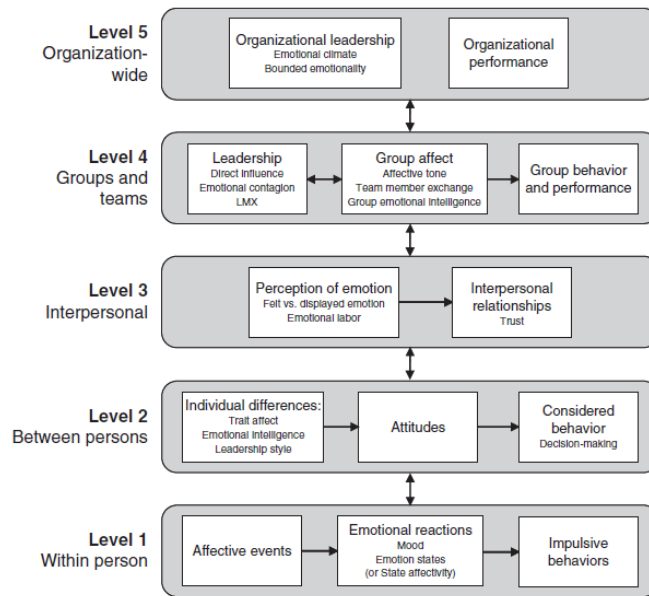 Level 5
Organization-
wide
Organizational leadership
Emotional climate
Bounded emotionality
Organizational
performance
Level 4
Groups and
teams
Leadership
Direct Influence
Emotional contagion
LMX
Group affect
Affective tone
Team member exchange
Group emotional intelligence
Group behavior
and performance
Level 3
Interpersonal
Perception of emotion
Felt vs. displayed emotion
Emotional labor
Interpersonal
relationships
Trust
Level 2
Between persons
Individual differences:
Trait affect
Emotional Intelligence
Leadership style
Attitudes
Considered
behavior
Decision-making
Level 1
Within person
Affective events
Emotional reactions
Mood
Emotion states
(or State affectivity)
Impulsive
behaviors